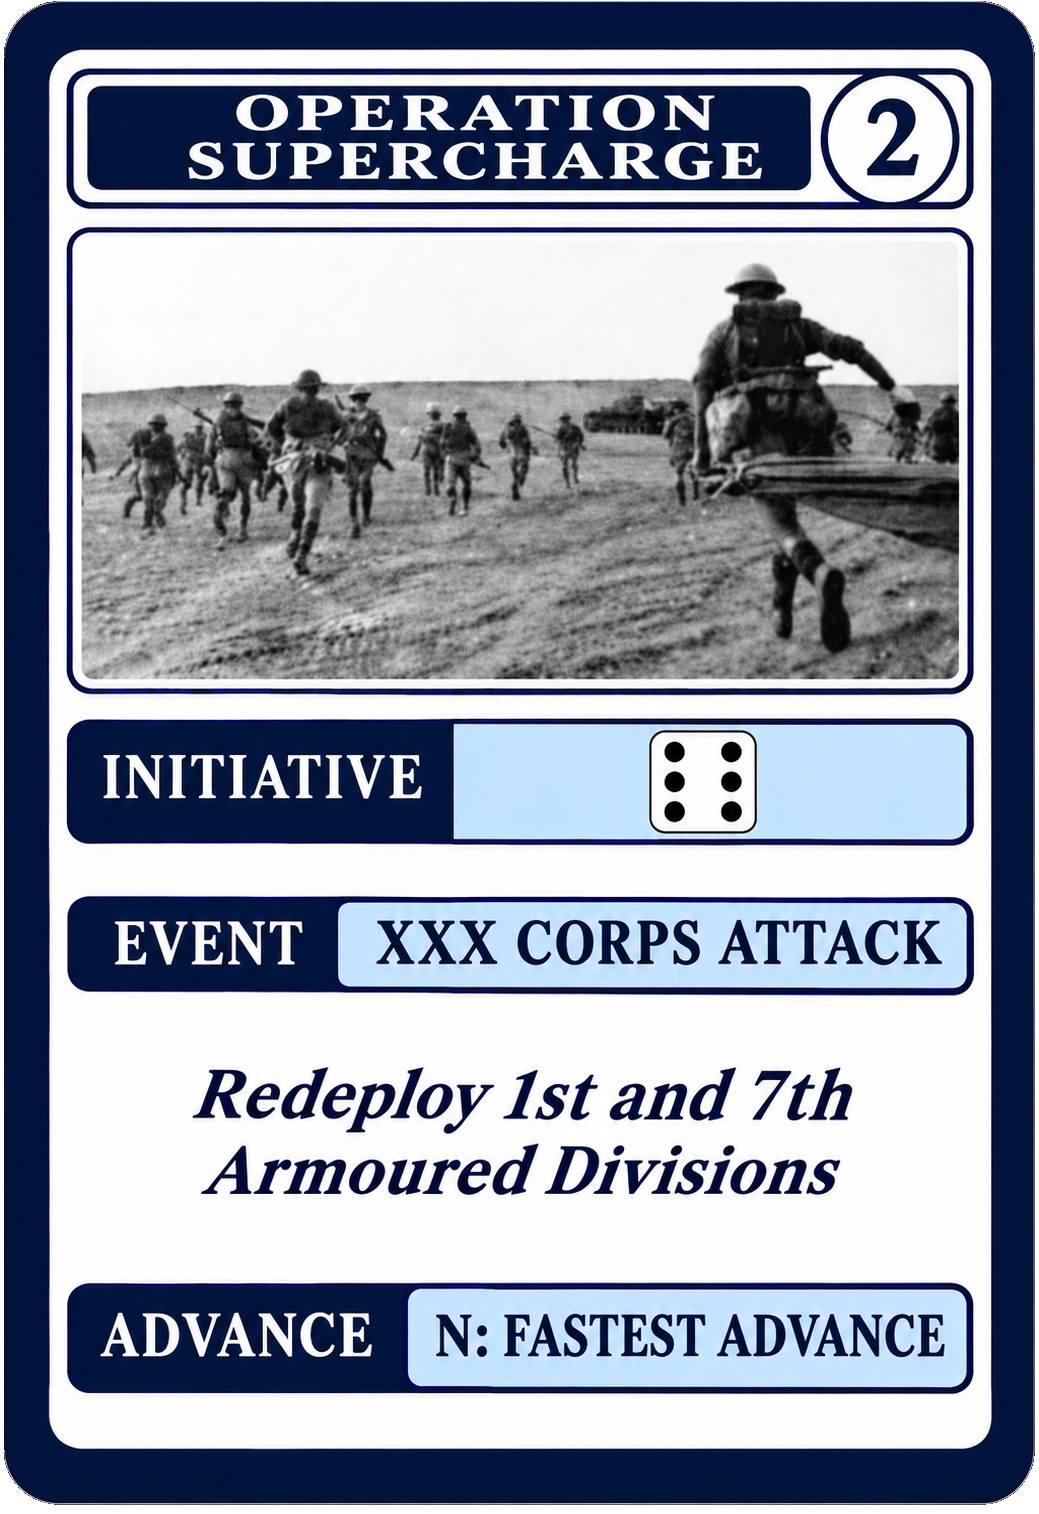 OPERATION
SUPERCHARGE
2
INITIATIVE
EVENT XXX CORPS ATTACK
Redeploy 1st and 7th
Armoured Divisions
ADVANCE N: FASTEST ADVANCE